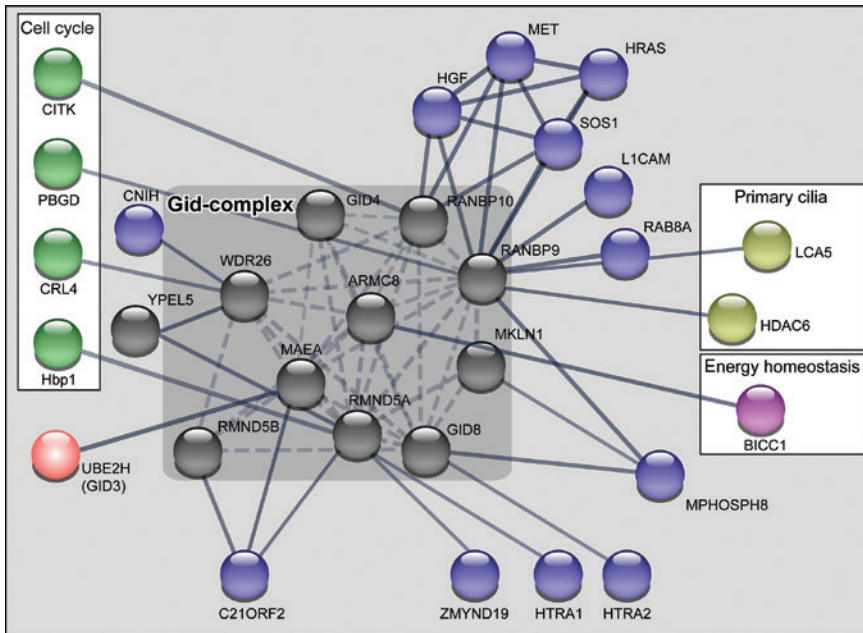 Cell cycle
CITK
PBGD
CRL4
Hbp1
MET
HRAS
HGF
SOS1
L1CAM
RAB8A
CNIH
Gid-complex
GID4
RANBP10
WDR26
RANBP9
ARMC8
YPEL5
MKLN1
MAEA
RMND5A
RMND5B
GID8
Primary cilia
LCA5
HDAC6
Energy homeostasis
BICC1
UBE2H
(GID3)
MPHOSPH8
C21ORF2
ZMYND19
HTRA1
HTRA2